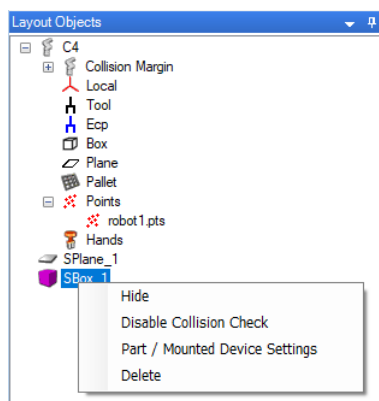 Layout Objects
C4
Collision Margin
Local
Tool
Ecp
Box
Plane
Pallet
Points
robot1.pts
Hands
SPlane_1
SBox_1
Hide
Disable Collision Check
Part / Mounted Device Settings
Delete